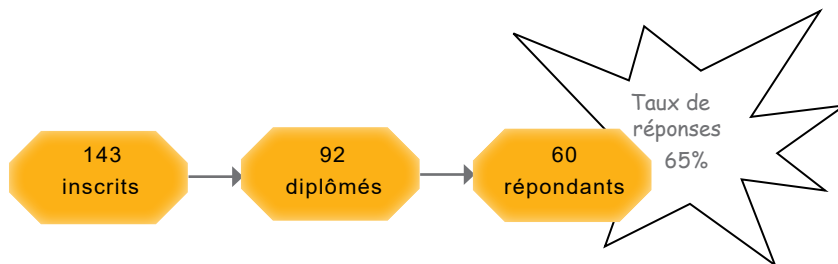 143
inscrits
92
diplômés
60
répondants
Taux de
réponses
65%